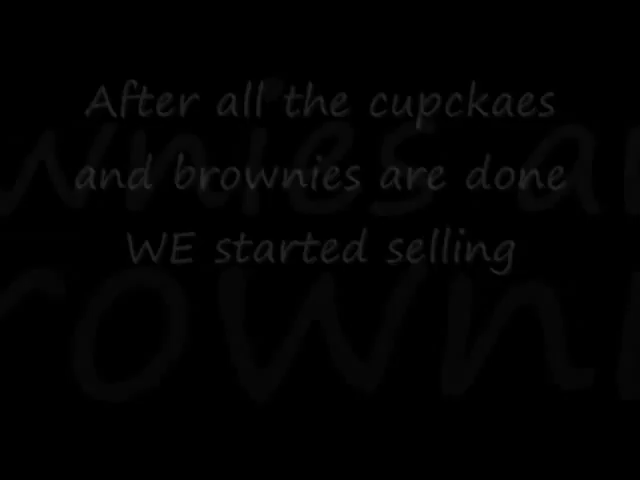 After all the cupckaes
and brownies are done
WE started selling